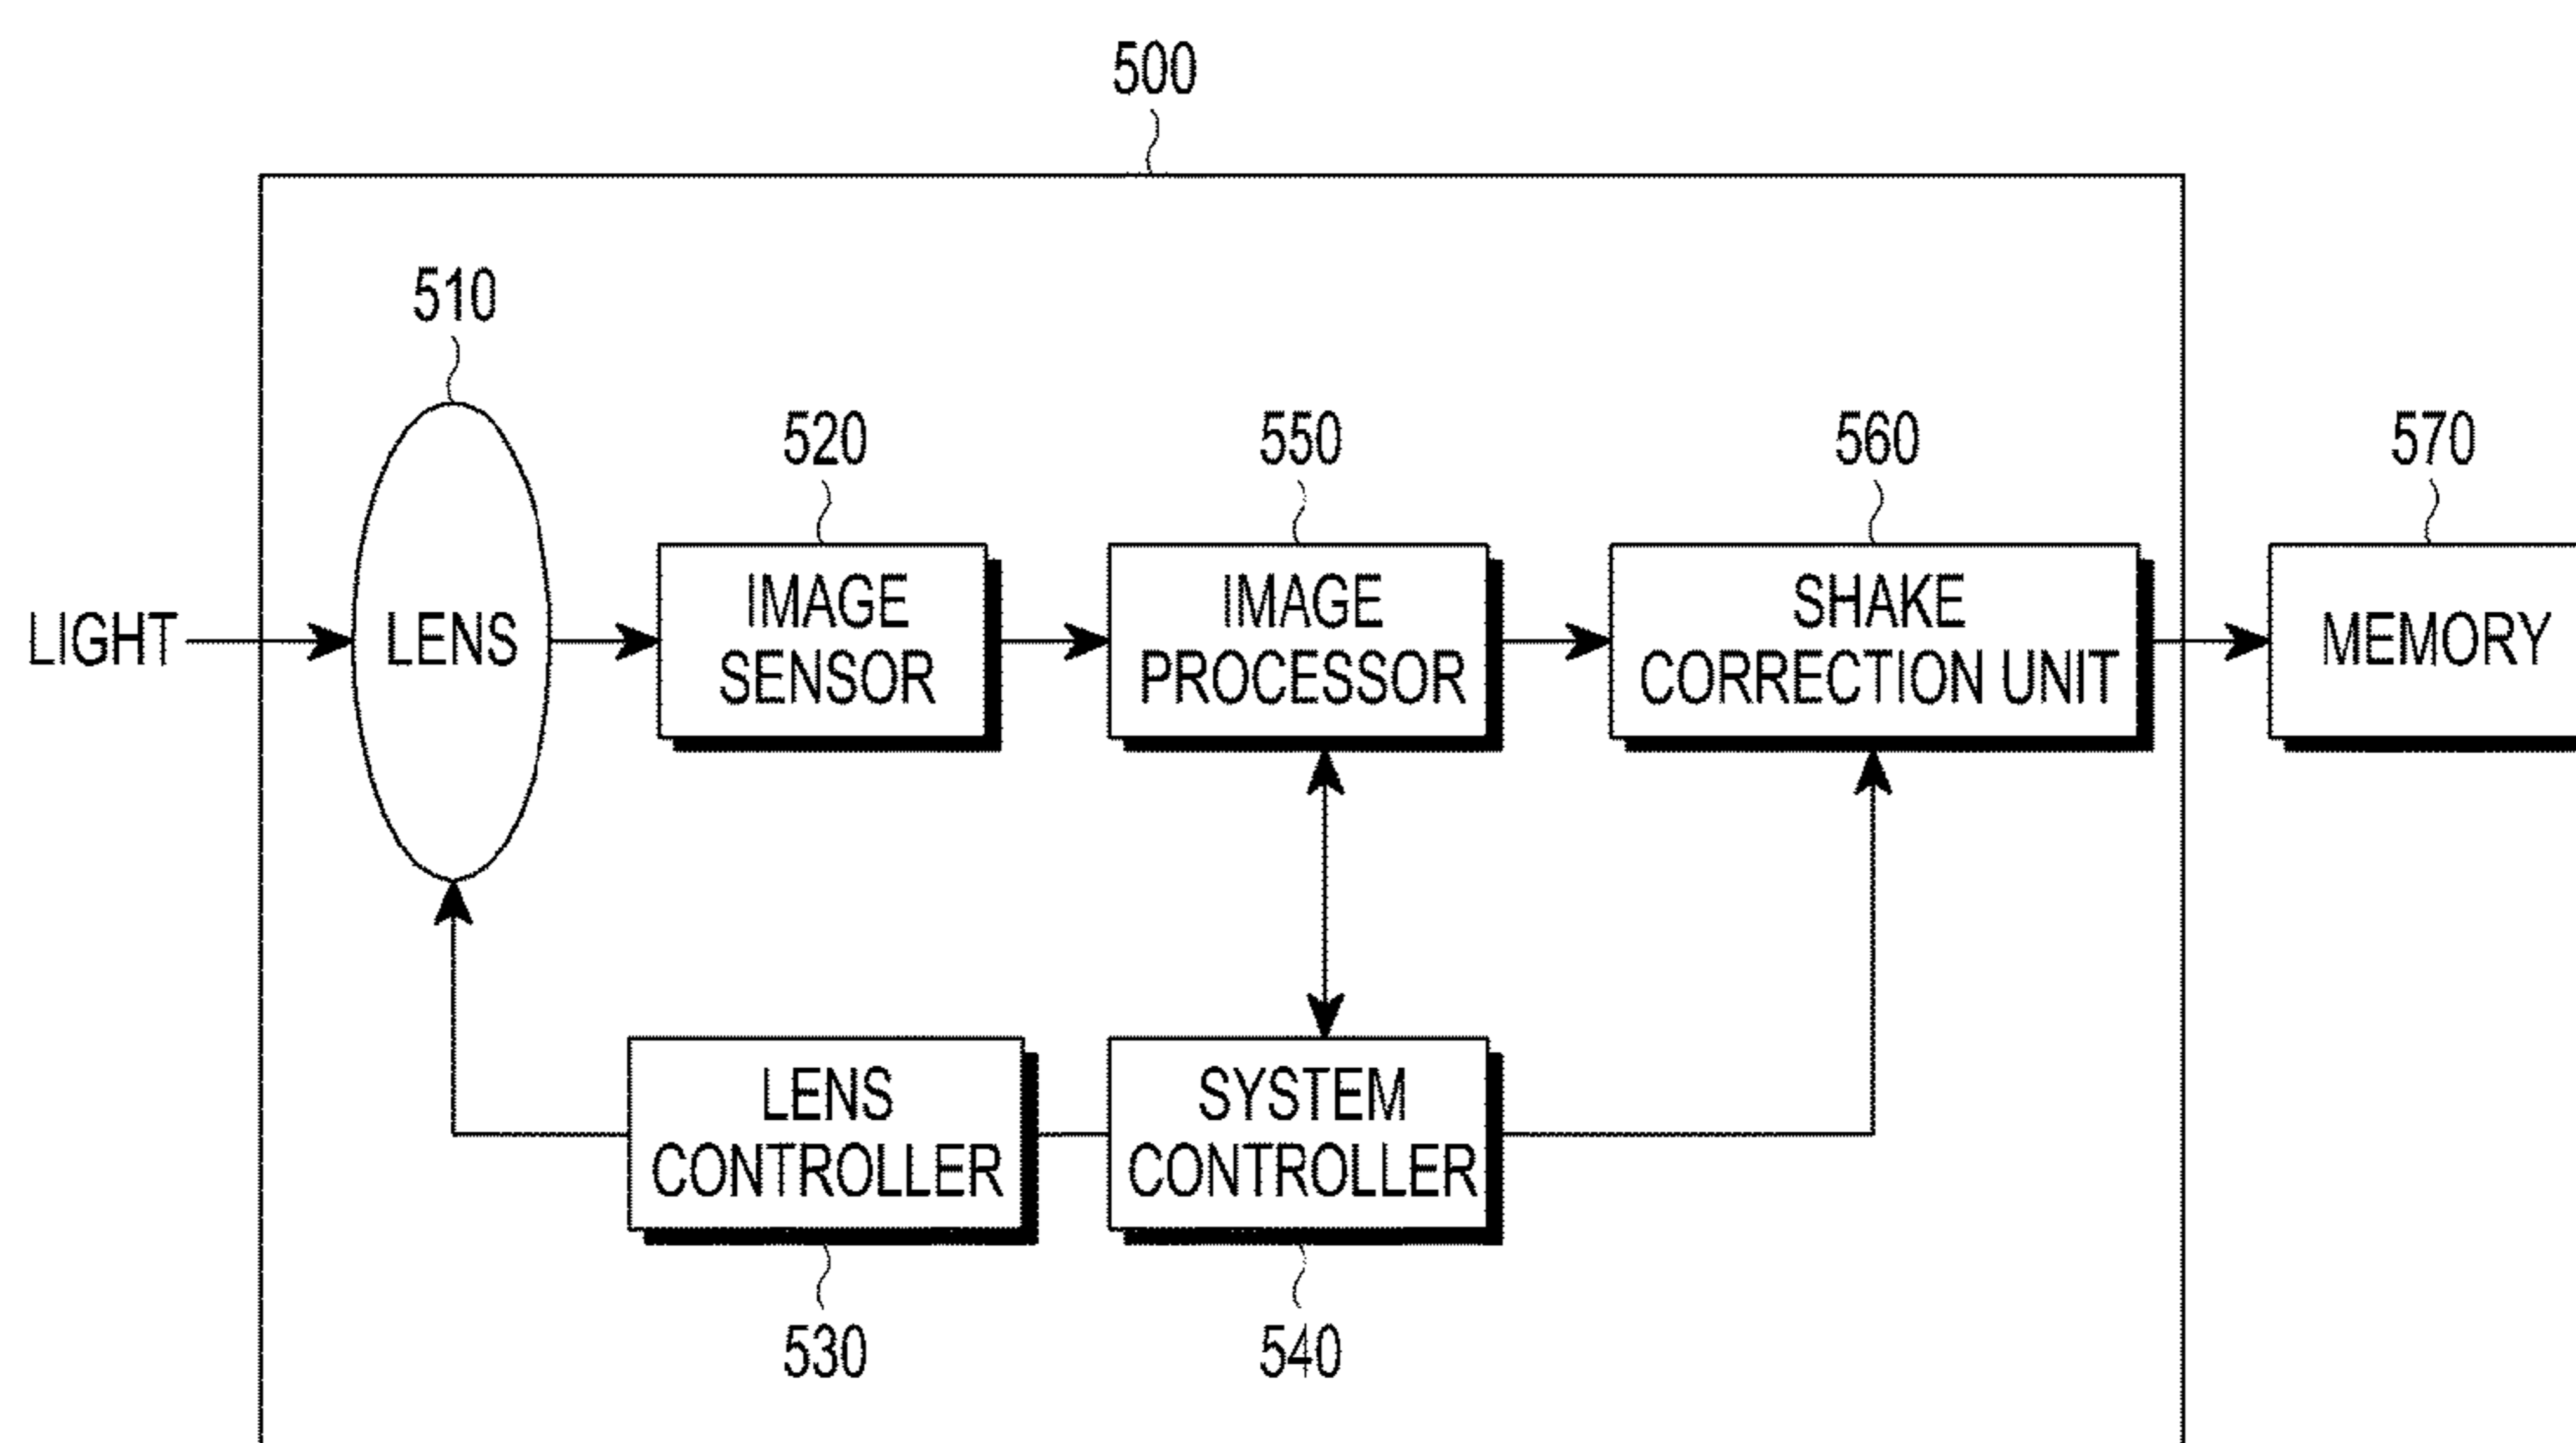 500
510
520
550
560
570
LIGHT
LENS
IMAGE
SENSOR
IMAGE
PROCESSOR
SHAKE
CORRECTION UNIT
MEMORY
LENS
CONTROLLER
SYSTEM
CONTROLLER
530
540